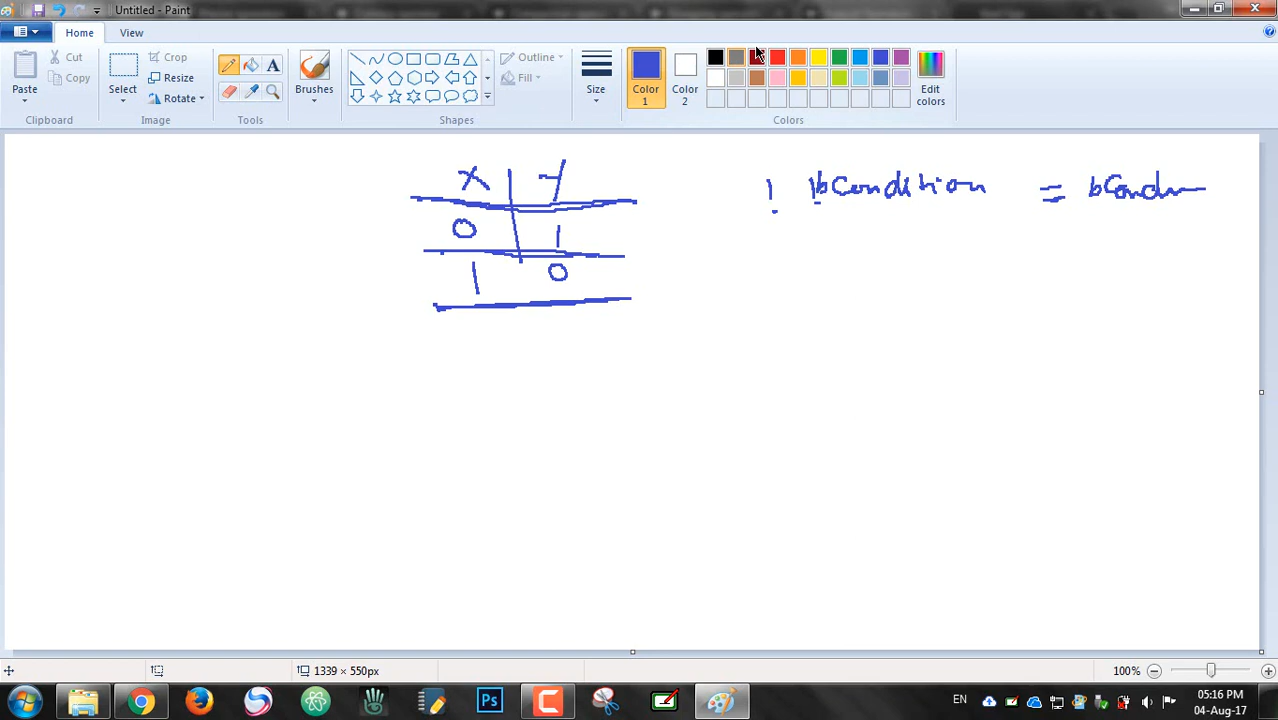 Untitled - Paint
Home View
Paste
Cut
Copy
Clipboard
Select
Crop
Resize
Rotate
Image
A
Tools
Brushes
Outline
Fill
Shapes
Size
Color 1
Color 2
Edit colors
Colors
X Y
0 1
1 0
! !bCondition =
1339 × 550px
100%
Ps
EN
05:16 PM
04-Aug-17